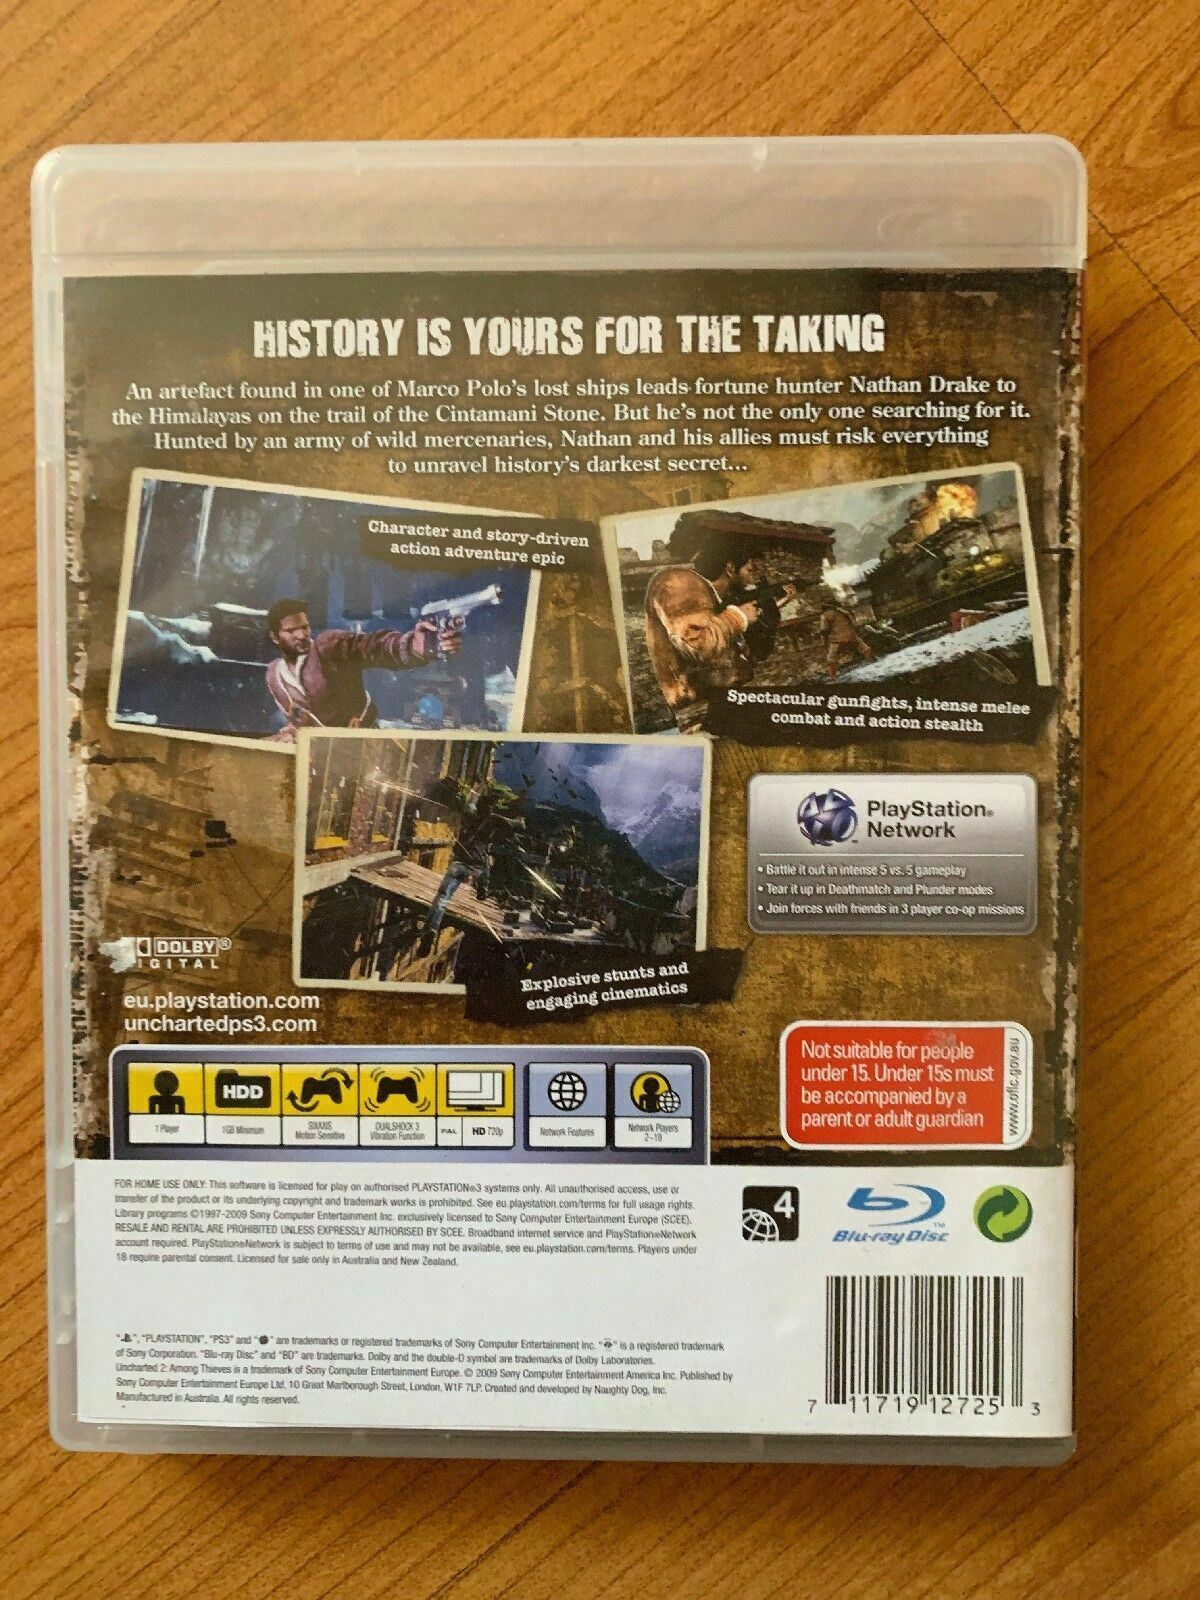 HISTORY IS YOURS FOR THE TAKING
An artefact found in one of Marco Polo's lost ships leads fortune hunter Nathan Drake to
the Himalayas on the trail of the Cintamani Stone. But he's not the only one searching for it.
Hunted by an army of wild mercenaries, Nathan and his allies must risk everything
to unravel history's darkest secret...
Character and story-driven
action adventure epic
Spectacular gunfights, intense melee
combat and action stealth
Explosive stunts and
engaging cinematics
PlayStation®
Network
• Battle it out in intense 5 vs. 5 gameplay
• Tear it up in Deathmatch and Plunder modes
• Join forces with friends in 3 player co-op missions
DOLBY®
IGITAL
eu.playstation.com
unchartedps3.com
Not suitable for people
under 15. Under 15s must
be accompanied by a
parent or adult guardian
www.oflc.gov.au
HDD
1 Player
1GB Minimum
SIXAXIS
Motion Sensitive
DUALSHOCK 3
Vibration Function
PAL
HD 720p
Network Features
Network Players
2-10
FOR HOME USE ONLY: This software is licensed for play on authorised PLAYSTATION®3 systems only. All unauthorised access, use or
transfer of the product or its underlying copyright and trademark works is prohibited. See eu.playstation.com/terms for full usage rights.
Library programs ©1997-2009 Sony Computer Entertainment Inc. exclusively licensed to Sony Computer Entertainment Europe (SCEE).
RESALE AND RENTAL ARE PROHIBITED UNLESS EXPRESSLY AUTHORISED BY SCEE. Broadband internet service and PlayStation®Network
account required. PlayStation®Network is subject to terms of use and may not be available, see eu.playstation.com/terms. Players under
18 require parental consent. Licensed for sale only in Australia and New Zealand.
4
Blu-ray Disc™
" ", "PLAYSTATION", "PS3" and " " are trademarks or registered trademarks of Sony Computer Entertainment Inc. " " is a registered trademark
of Sony Corporation. "Blu-ray Disc" and "BD" are trademarks. Dolby and the double-D symbol are trademarks of Dolby Laboratories.
Uncharted 2: Among Thieves is a trademark of Sony Computer Entertainment Europe. © 2009 Sony Computer Entertainment America Inc. Published by
Sony Computer Entertainment Europe Ltd, 10 Great Marlborough Street, London, W1F 7LP. Created and developed by Naughty Dog, Inc.
Manufactured in Australia. All rights reserved.
7 11719 12725 3